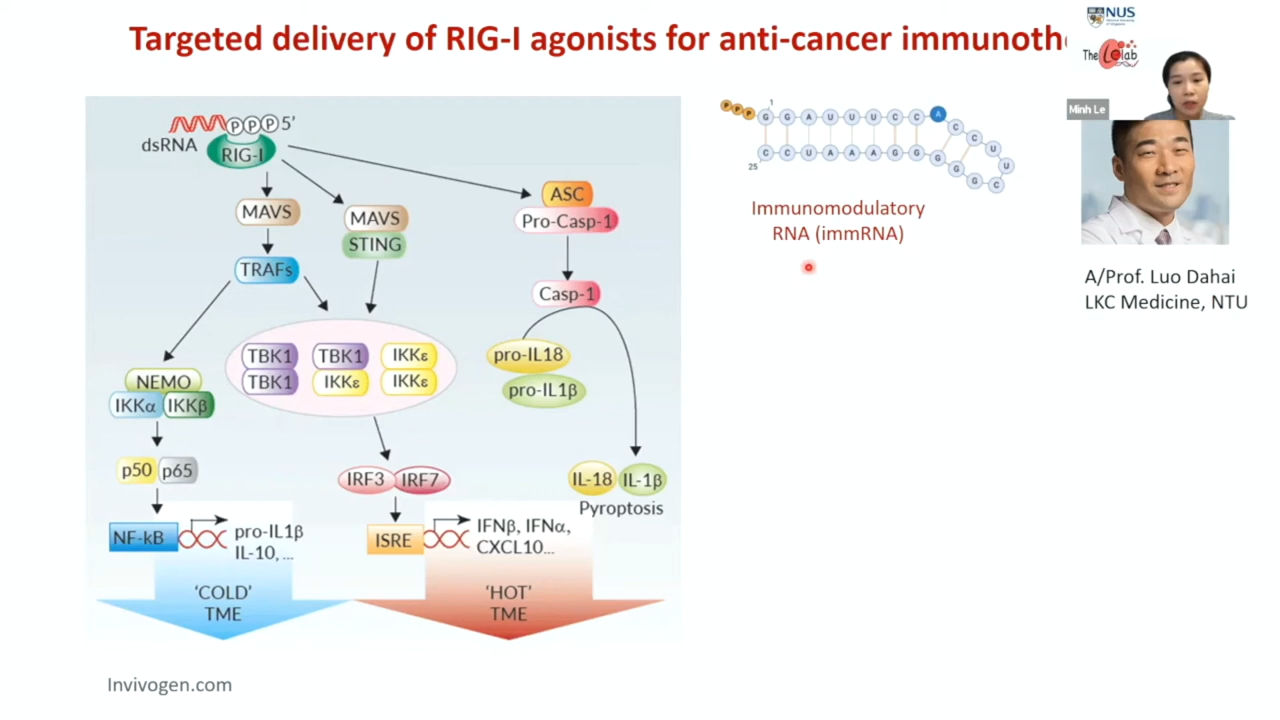 Targeted delivery of RIG-I agonists for anti-cancer immunoth
NUS
The Le lab
Minh Le
A/Prof. Luo Dahai
LKC Medicine, NTU
dsRNA
P P P 5’
RIG-I
MAVS
MAVS
STING
TRAFs
ASC
Pro-Casp-1
Casp-1
TBK1 TBK1 IKKε
TBK1 IKKε IKKε
pro-IL18
pro-IL1β
NEMO
IKKα IKKβ
p50 p65
IRF3 IRF7
IL-18 IL-1β
Pyroptosis
NF-kB
pro-IL1β
IL-10, ...
ISRE
IFNβ, IFNα,
CXCL10...
‘COLD’
TME
‘HOT’
TME
P P P
1
G G A U U U C C A C C U U C G G G G A A A U C C
25
Immunomodulatory
RNA (immRNA)
Invivogen.com